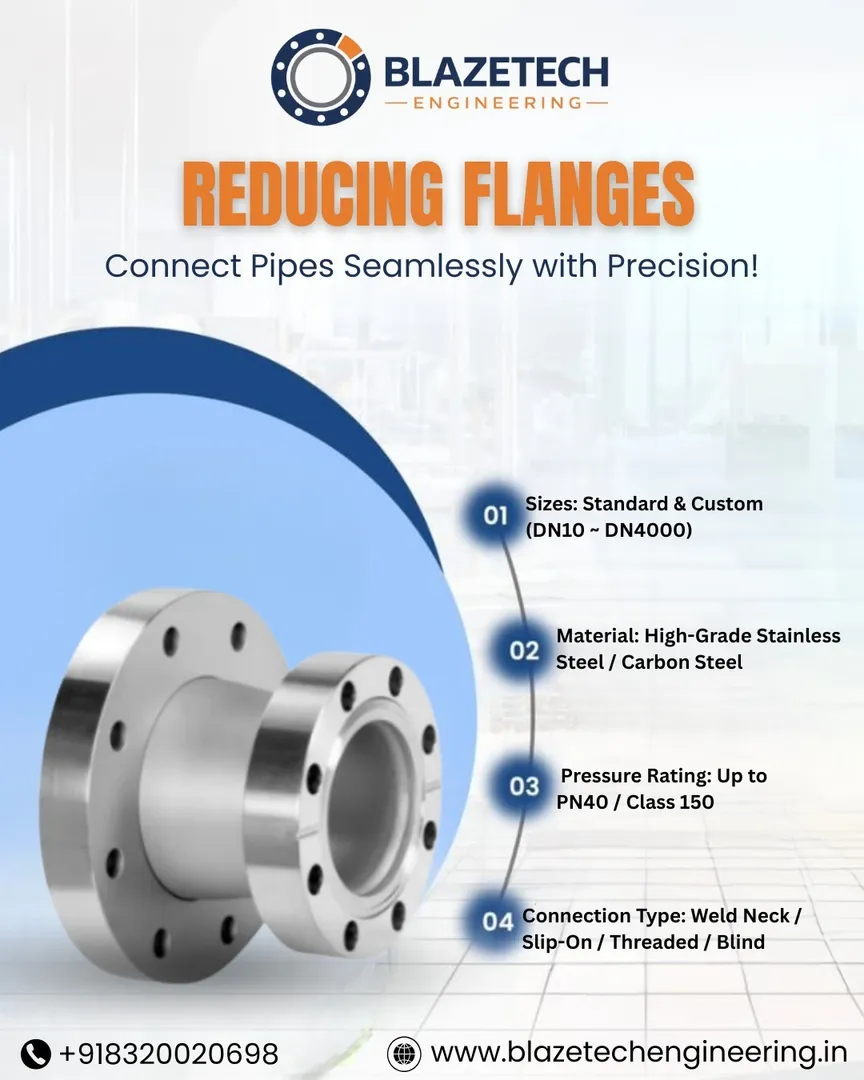 BLAZETECH
ENGINEERING
REDUCING FLANGES
Connect Pipes Seamlessly with Precision!
01 Sizes: Standard & Custom
(DN10 ~ DN4000)
02 Material: High-Grade Stainless
Steel / Carbon Steel
03 Pressure Rating: Up to
PN40 / Class 150
04 Connection Type: Weld Neck /
Slip-On / Threaded / Blind
+918320020698
www.blazetechengineering.in